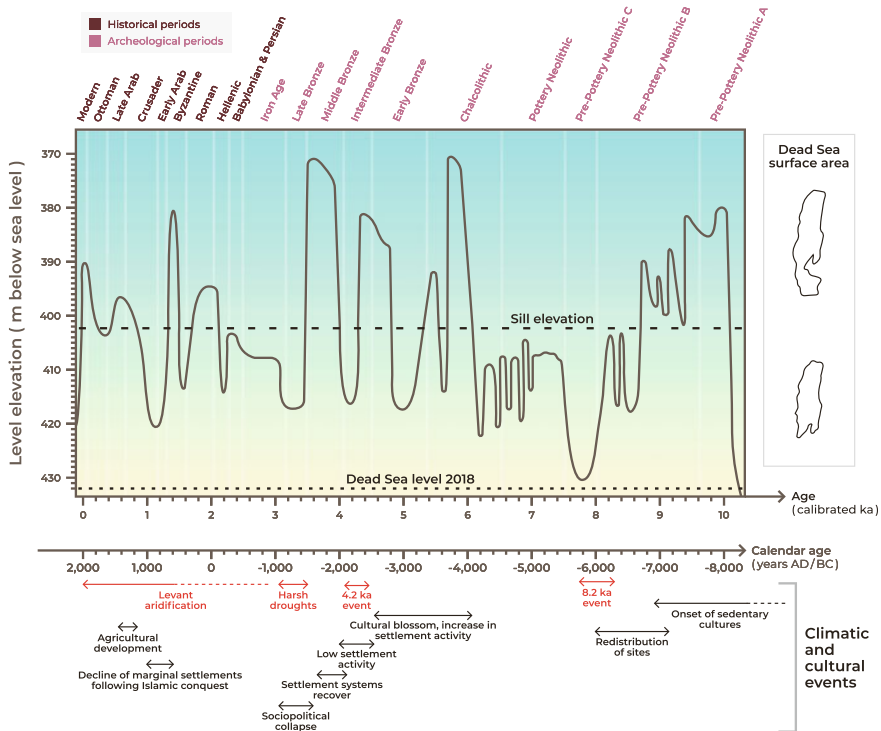 Historical periods
Archeological periods
Modern
Ottoman
Late Arab
Crusader
Early Arab
Byzantine
Roman
Hellenic
Babylonian & Persian
Iron Age
Late Bronze
Middle Bronze
Intermediate Bronze
Early Bronze
Chalcolithic
Pottery Neolithic
Pre-Pottery Neolithic C
Pre-Pottery Neolithic B
Pre-Pottery Neolithic A
Level elevation ( m below sea level )
370
380
390
400
410
420
430
Sill elevation
Dead Sea level 2018
Dead Sea
surface area
0 1 2 3 4 5 6 7 8 9 10
Age
(calibrated ka)
2,000 1,000 0 -1,000 -2,000 -3,000 -4,000 -5,000 -6,000 -7,000 -8,000
Calendar age
(years AD/BC)
Levant
aridification
Harsh
droughts
4.2 ka
event
8.2 ka
event
Onset of sedentary
cultures
Cultural blossom, increase in
settlement activity
Agricultural
development
Redistribution
of sites
Low settlement
activity
Decline of marginal settlements
following Islamic conquest
Settlement systems
recover
Sociopolitical
collapse
Climatic
and
cultural
events